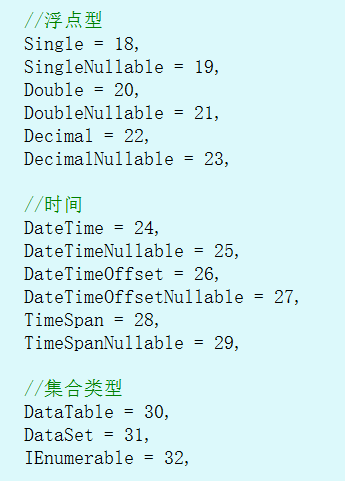 //浮点型
Single = 18,
SingleNullable = 19,
Double = 20,
DoubleNullable = 21,
Decimal = 22,
DecimalNullable = 23,
//时间
DateTime = 24,
DateTimeNullable = 25,
DateTimeOffset = 26,
DateTimeOffsetNullable = 27,
TimeSpan = 28,
TimeSpanNullable = 29,
//集合类型
DataTable = 30,
DataSet = 31,
IEnumerable = 32,